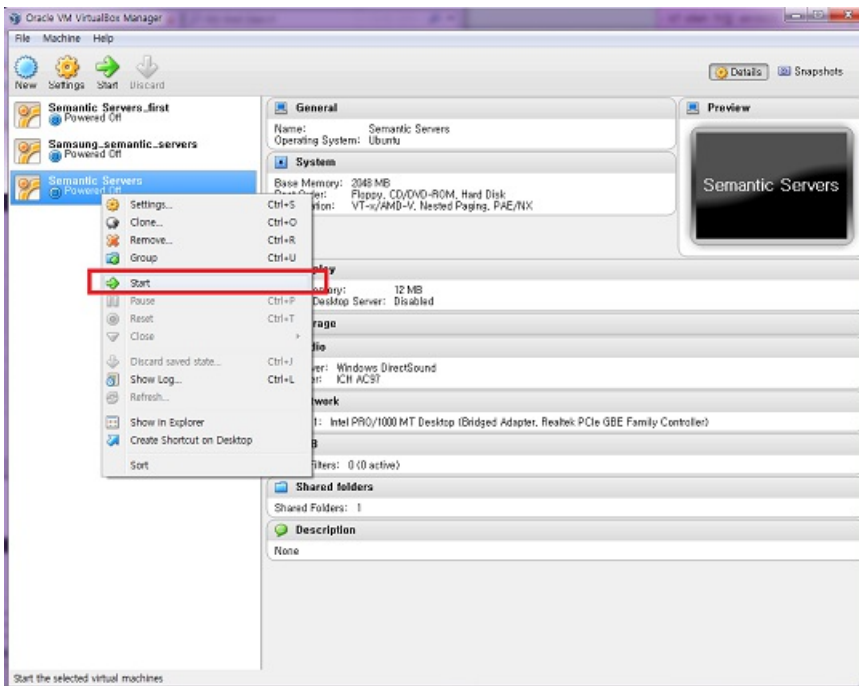 Oracle VM VirtualBox Manager
File Machine Help
New Settings Start Discard
Details Snapshots
Semantic Servers_first
Powered Off
Samsung_semantic_servers
Powered Off
Semantic Servers
Powered Off
Settings... Ctrl+S
Clone... Ctrl+O
Remove... Ctrl+R
Group Ctrl+U
Start
Pause Ctrl+P
Reset Ctrl+T
Close
Discard saved state... Ctrl+J
Show Log... Ctrl+L
Refresh...
Show in Explorer
Create Shortcut on Desktop
Sort
General
Name: Semantic Servers
Operating System: Ubuntu
System
Base Memory: 2048 MB
Floppy, CD/DVD-ROM, Hard Disk
VT-x/AMD-V, Nested Paging, PAE/NX
12 MB
Desktop Server: Disabled
Windows DirectSound
ICH AC97
1: Intel PRO/1000 MT Desktop (Bridged Adapter, Realtek PCIe GBE Family Controller)
0 (0 active)
Shared folders
Shared Folders: 1
Description
None
Preview
Semantic Servers
Start the selected virtual machines